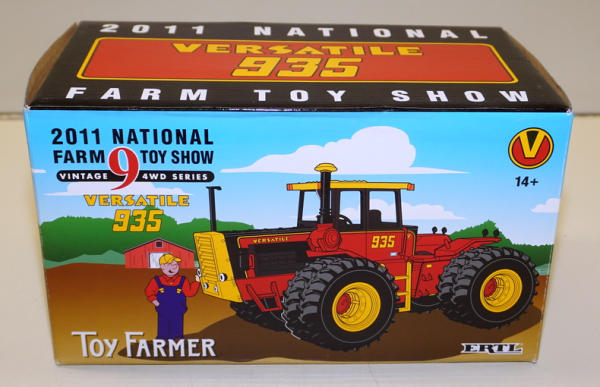 2011 NATIONAL
VERSATILE
935
FARM TOY SHOW
2011 NATIONAL
FARM 9 TOY SHOW
VINTAGE 4WD SERIES
VERSATILE
935
V
14+
VERSATILE
935
TOY FARMER
ERTL